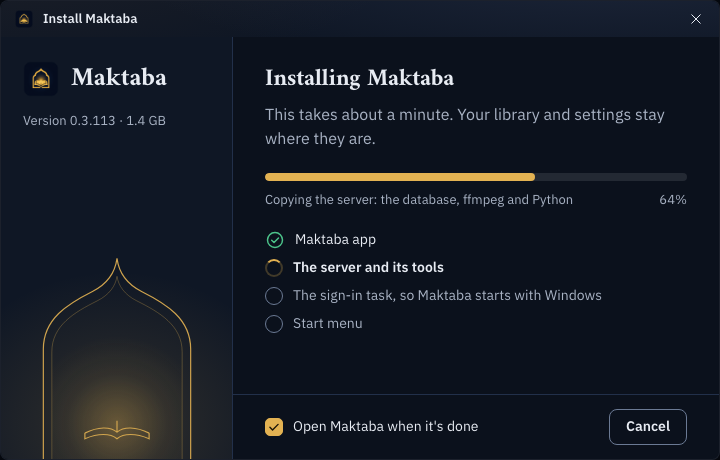 Install Maktaba
Maktaba
Version 0.3.113 · 1.4 GB
Installing Maktaba
This takes about a minute. Your library and settings stay
where they are.
Copying the server: the database, ffmpeg and Python
64%
Maktaba app
The server and its tools
The sign-in task, so Maktaba starts with Windows
Start menu
Open Maktaba when it's done
Cancel